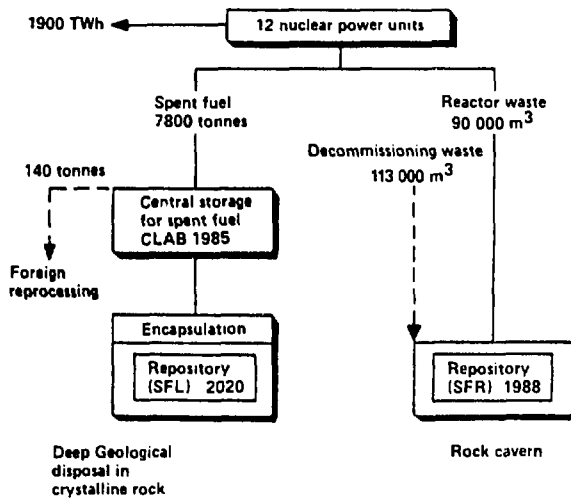 1900 TWh
12 nuclear power units
Spent fuel
7800 tonnes
Reactor waste
90 000 m³
Decommissioning waste
113 000 m³
140 tonnes
Central storage
for spent fuel
CLAB 1985
Foreign
reprocessing
Encapsulation
Repository
(SFL) 2020
Repository
(SFR) 1988
Deep Geological
disposal in
crystalline rock
Rock cavern